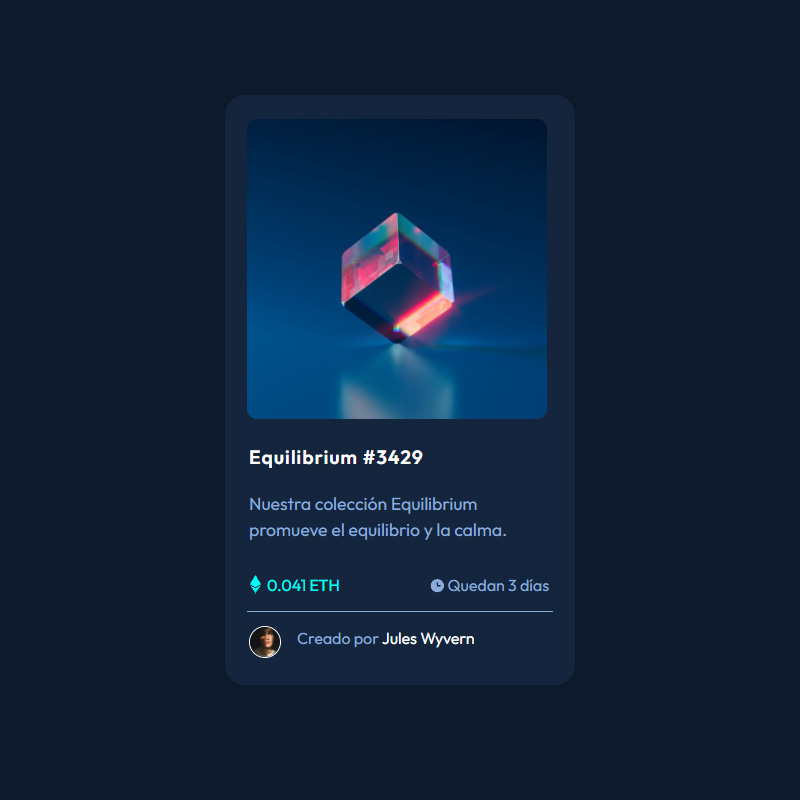 Equilibrium #3429
Nuestra colección Equilibrium
promueve el equilibrio y la calma.
0.041 ETH
Quedan 3 días
Creado por Jules Wyvern